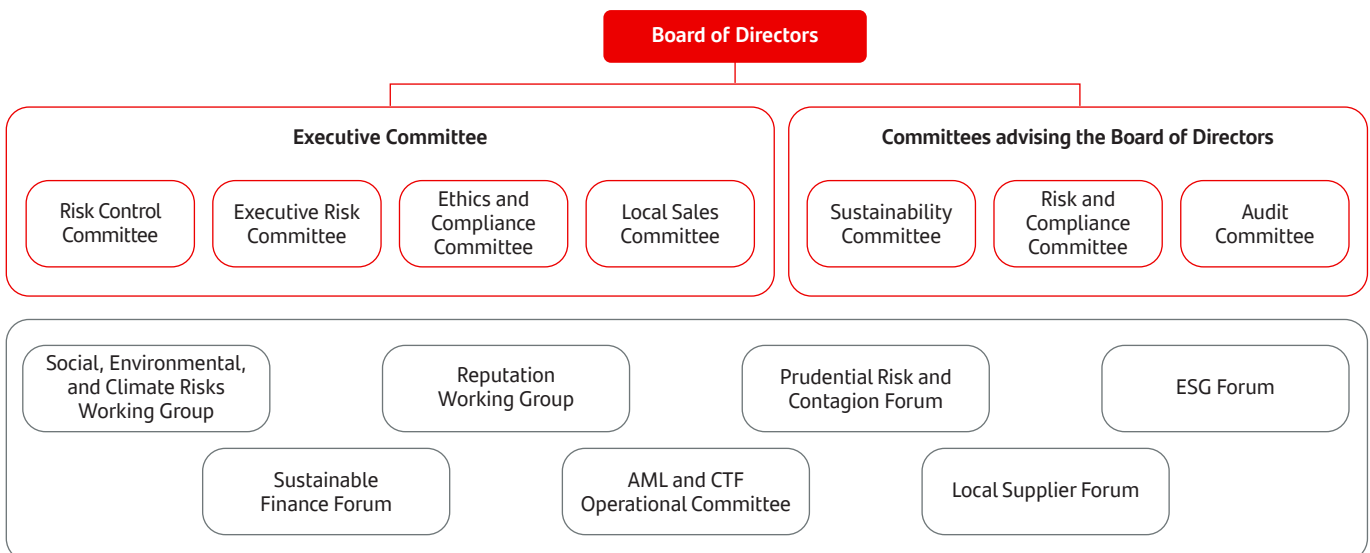 Board of Directors
Executive Committee
Risk Control
Committee
Executive Risk
Committee
Ethics and
Compliance
Committee
Local Sales
Committee
Committees advising the Board of Directors
Sustainability
Committee
Risk and
Compliance
Committee
Audit
Committee
Social, Environmental,
and Climate Risks
Working Group
Reputation
Working Group
Prudential Risk and
Contagion Forum
ESG Forum
Sustainable
Finance Forum
AML and CTF
Operational Committee
Local Supplier Forum